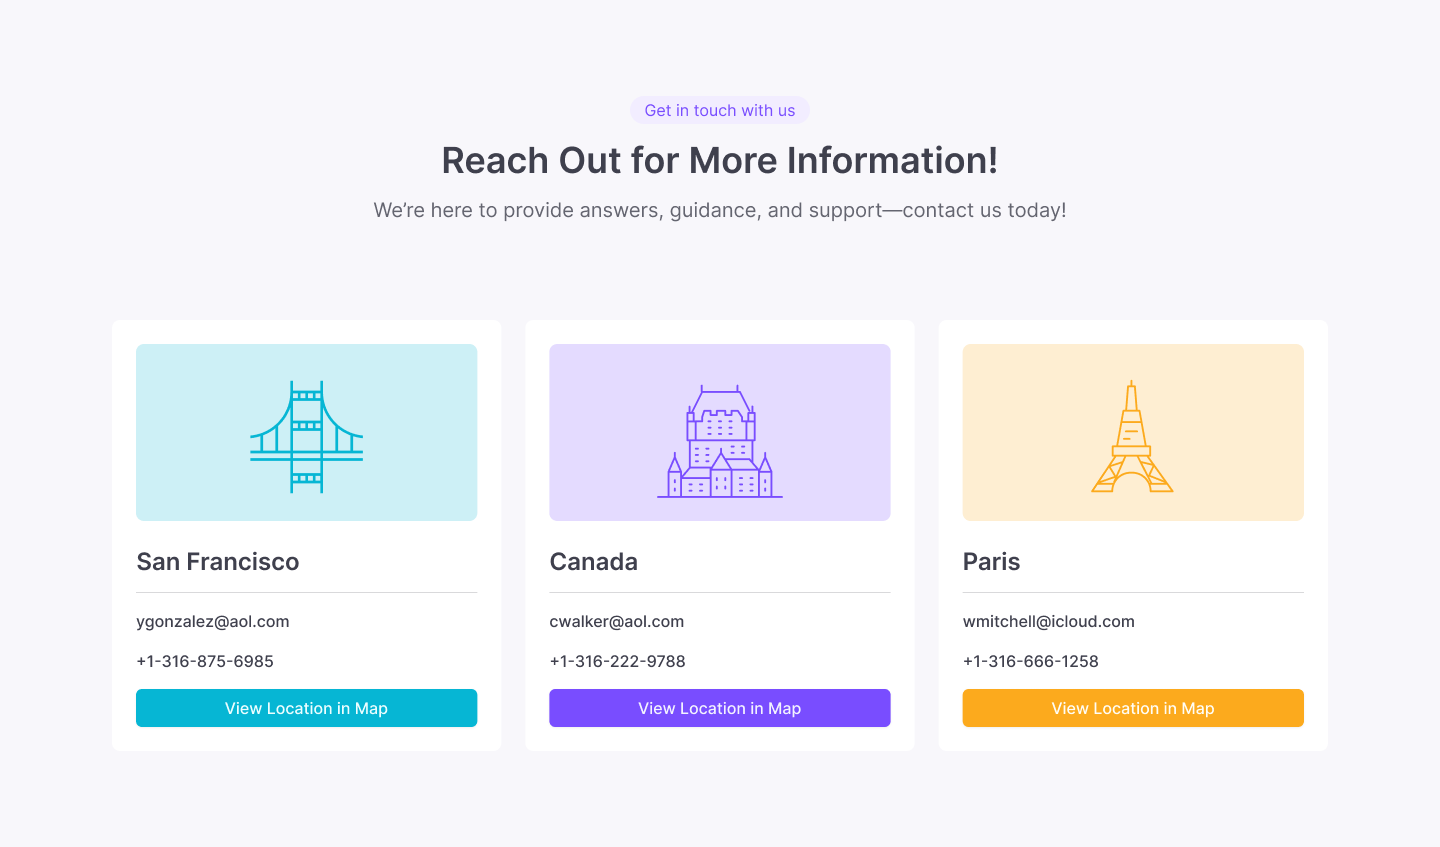 Get in touch with us
Reach Out for More Information!
We’re here to provide answers, guidance, and support—contact us today!
San Francisco
ygonzalez@aol.com
+1-316-875-6985
View Location in Map
Canada
cwalker@aol.com
+1-316-222-9788
View Location in Map
Paris
wmitchell@icloud.com
+1-316-666-1258
View Location in Map